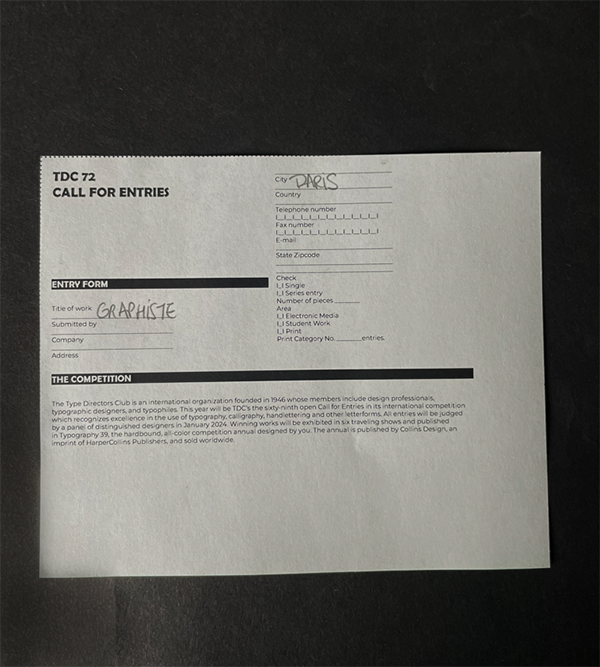 TDC 72
CALL FOR ENTRIES
ENTRY FORM
Title of work GRAPHiSTE
Submitted by
Company
Address
City PARIS
Country
Telephone number
Fax number
E-mail
State Zipcode
Check
I_I Single
I_I Series entry
Number of pieces ______
Area
I_I Electronic Media
I_I Student Work
I_I Print
Print Category No. ______entries.
THE COMPETITION
The Type Directors Club is an international organization founded in 1946 whose members include design professionals,
typographic designers, and typophiles. This year will be TDC's the sixty-ninth open Call for Entries in its international competition
which recognizes excellence in the use of typography, calligraphy, handlettering and other letterforms. All entries will be judged
by a panel of distinguished designers in January 2024. Winning works will be exhibited in six traveling shows and published
in Typography 39, the hardbound, all-color competition annual designed by you. The annual is published by Collins Design, an
imprint of HarperCollins Publishers, and sold worldwide.